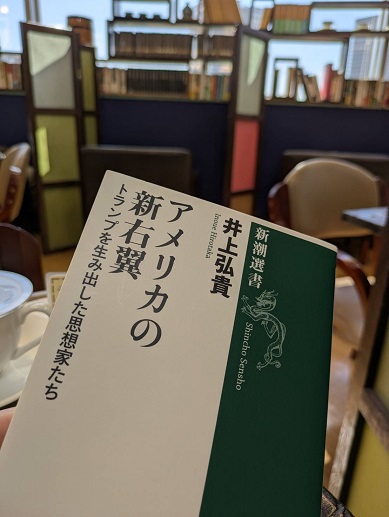 アメリカの
新右翼
トランプを生み出した思想家たち
井上弘貴
Inoue Hirotaka
新潮選書
Shincho Sensho